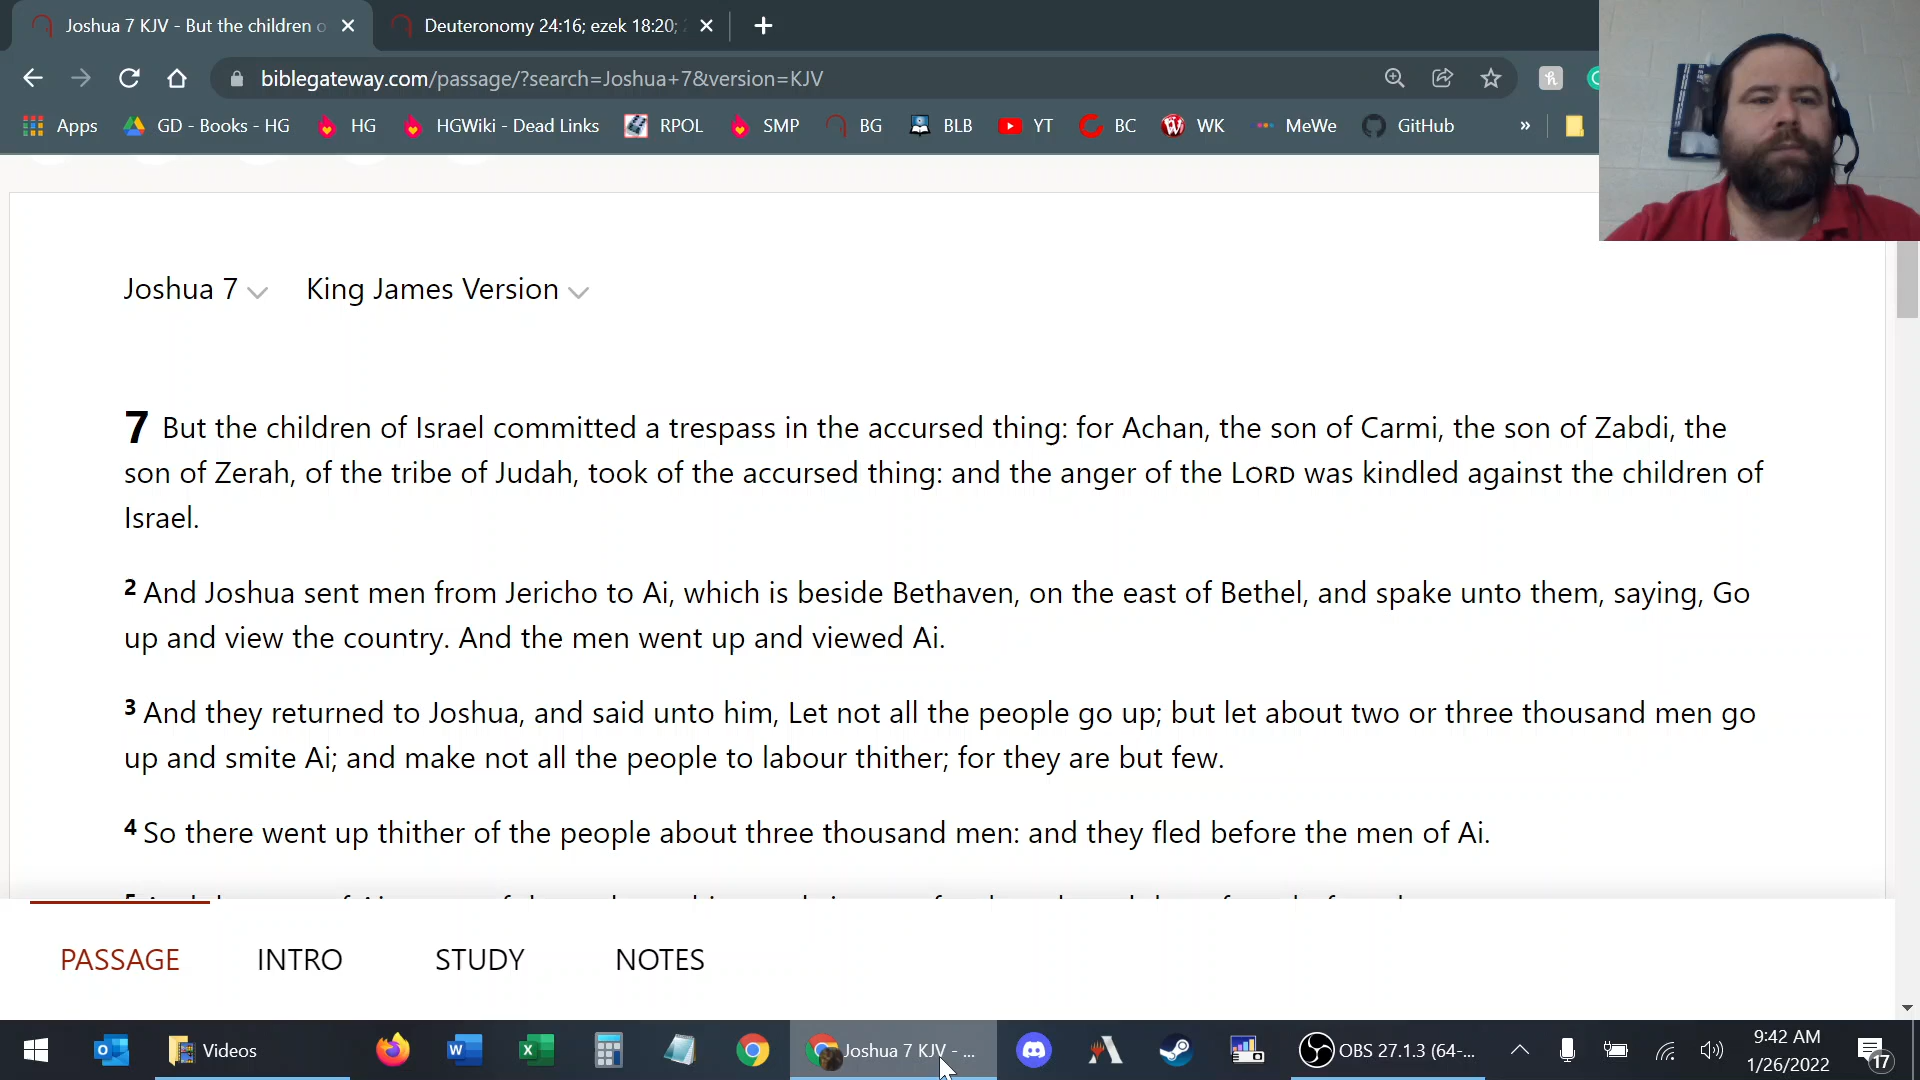 Joshua 7 KJV - But the children o
Deuteronomy 24:16; ezek 18:20;
biblegateway.com/passage/?search=Joshua+7&version=KJV
Apps GD - Books - HG HG HGWiki - Dead Links RPOL SMP BG BLB YT BC WK MeWe GitHub »
Joshua 7 King James Version
7 But the children of Israel committed a trespass in the accursed thing: for Achan, the son of Carmi, the son of Zabdi, the
son of Zerah, of the tribe of Judah, took of the accursed thing: and the anger of the LORD was kindled against the children of
Israel.
2 And Joshua sent men from Jericho to Ai, which is beside Bethaven, on the east of Bethel, and spake unto them, saying, Go
up and view the country. And the men went up and viewed Ai.
3 And they returned to Joshua, and said unto him, Let not all the people go up; but let about two or three thousand men go
up and smite Ai; and make not all the people to labour thither; for they are but few.
4 So there went up thither of the people about three thousand men: and they fled before the men of Ai.
PASSAGE INTRO STUDY NOTES
Videos
Joshua 7 KJV - ...
OBS 27.1.3 (64-...
9:42 AM
1/26/2022
17